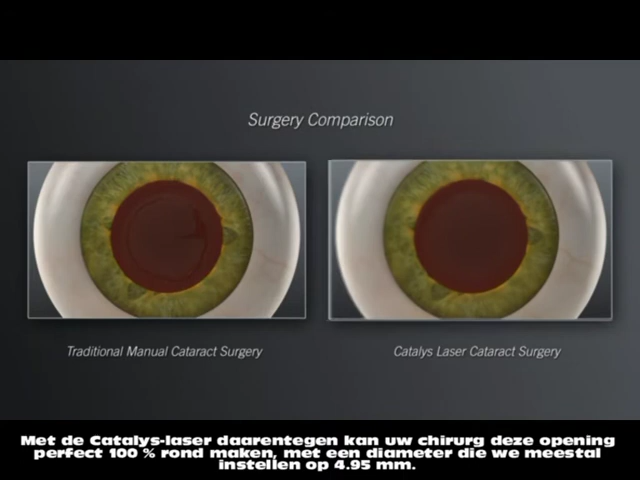 Surgery Comparison
Traditional Manual Cataract Surgery
Catalys Laser Cataract Surgery
Met de Catalys-laser daarentegen kan uw chirurg deze opening
perfect 100 % rond maken, met een diameter die we meestal
instellen op 4.95 mm.